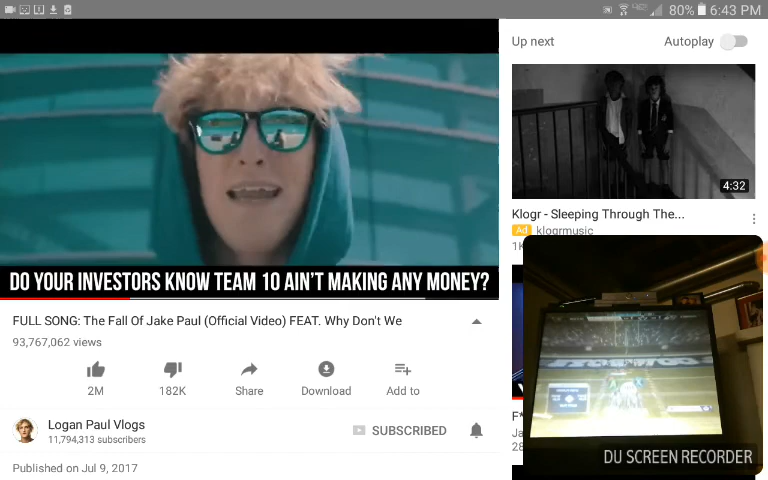 80% 6:43 PM
Up next
Autoplay
4:32
Klogr - Sleeping Through The...
Ad klogrmusic
DO YOUR INVESTORS KNOW TEAM 10 AIN'T MAKING ANY MONEY?
FULL SONG: The Fall Of Jake Paul (Official Video) FEAT. Why Don't We
93,767,062 views
2M
182K
Share
Download
Add to
Logan Paul Vlogs
11,794,313 subscribers
SUBSCRIBED
Published on Jul 9, 2017
DU SCREEN RECORDER